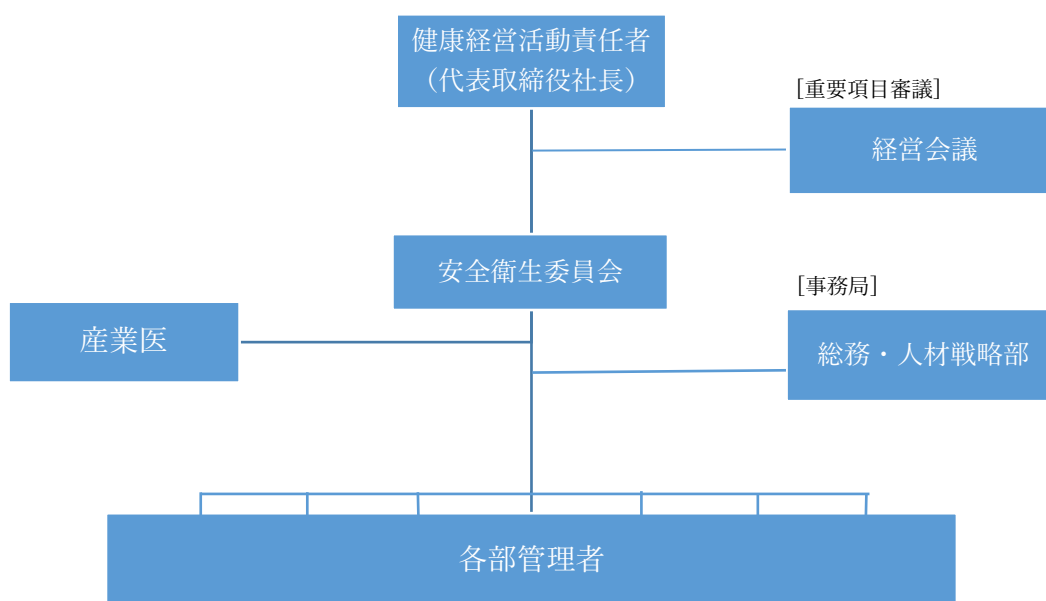 健康経営活動責任者
（代表取締役社長）
[重要項目審議]
経営会議
安全衛生委員会
[事務局]
産業医
総務・人材戦略部
各部管理者